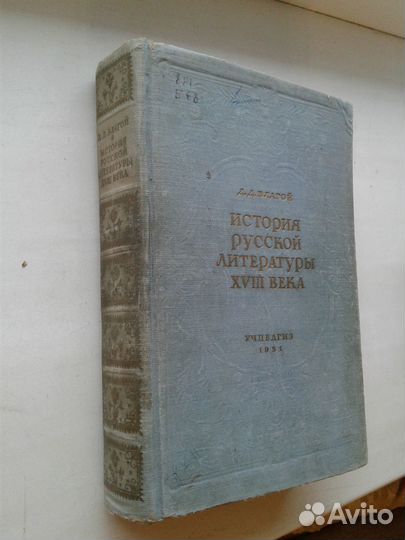 Д. Д. БЛАГОЙ
ИСТОРИЯ
РУССКОЙ
ЛИТЕРАТУРЫ
XVIII ВЕКА
Д. Д. БЛАГОЙ
ИСТОРИЯ
РУССКОЙ
ЛИТЕРАТУРЫ
XVIII ВЕКА
УЧПЕДГИЗ
Avito